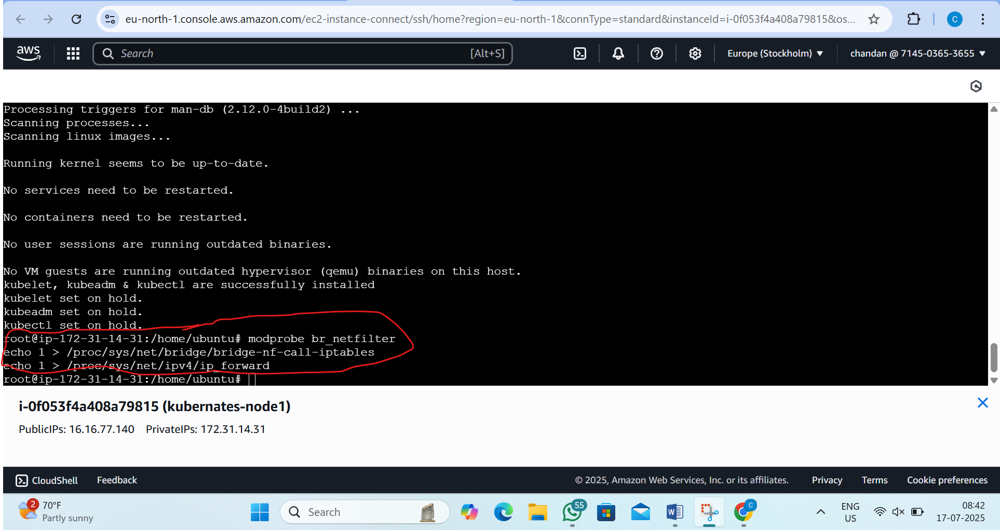 eu-north-1.console.aws.amazon.com/ec2-instance-connect/ssh/home?region=eu-north-1&connType=standard&instanceId=i-0f053f4a408a79815&os...
C
aws
Search [Alt+S]
Europe (Stockholm)
chandan @ 7145-0365-3655
Processing triggers for man-db (2.12.0-4build2) ...
Scanning processes...
Scanning linux images...
Running kernel seems to be up-to-date.
No services need to be restarted.
No containers need to be restarted.
No user sessions are running outdated binaries.
No VM guests are running outdated hypervisor (qemu) binaries on this host.
kubelet, kubeadm & kubectl are successfully installed
kubelet set on hold.
kubeadm set on hold.
kubectl set on hold.
root@ip-172-31-14-31:/home/ubuntu# modprobe br_netfilter
echo 1 > /proc/sys/net/bridge/bridge-nf-call-iptables
echo 1 > /proc/sys/net/ipv4/ip_forward
root@ip-172-31-14-31:/home/ubuntu#
i-0f053f4a408a79815 (kubernates-node1)
PublicIPs: 16.16.77.140 PrivateIPs: 172.31.14.31
CloudShell Feedback © 2025, Amazon Web Services, Inc. or its affiliates. Privacy Terms Cookie preferences
2
70°F
Partly sunny
Search
55
W
C
ENG
US
08:42
17-07-2025